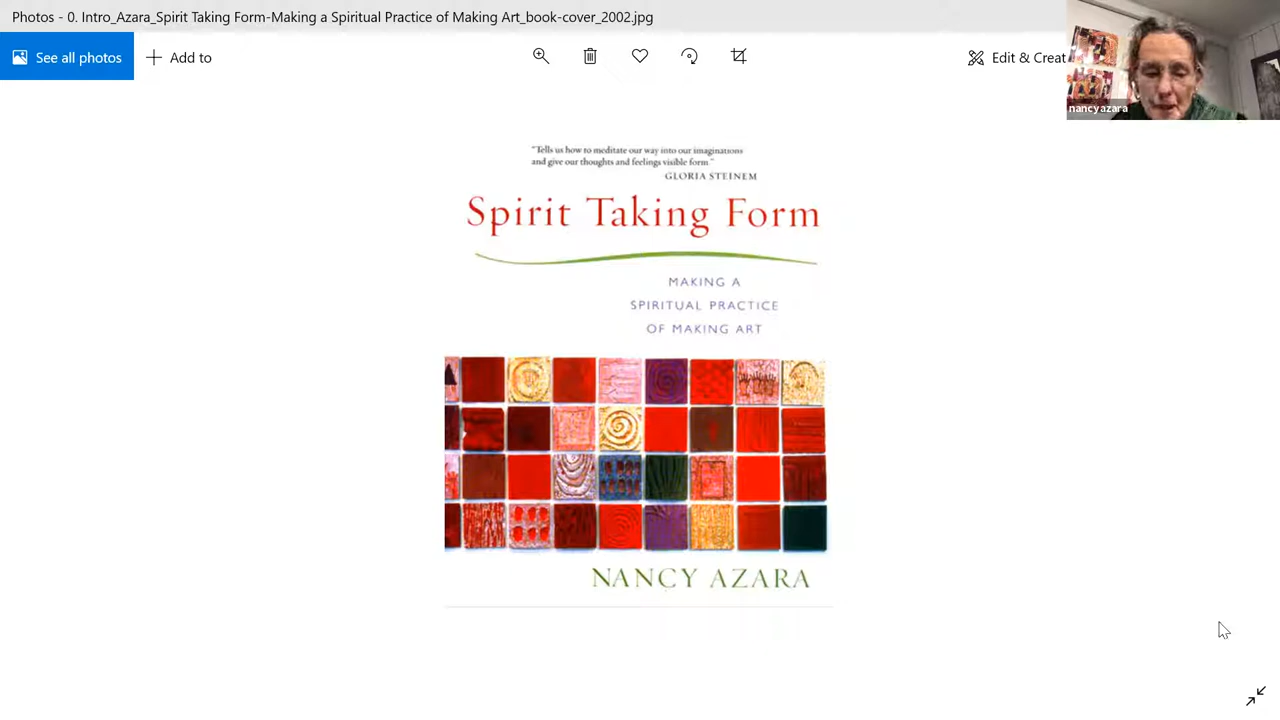 Photos - 0. Intro_Azara_Spirit Taking Form-Making a Spiritual Practice of Making Art_book-cover_2002.jpg
See all photos
Add to
Edit & Creat
nancyazara
"Tells us how to meditate our way into our imaginations
and give our thoughts and feelings visible form."
GLORIA STEINEM
Spirit Taking Form
MAKING A
SPIRITUAL PRACTICE
OF MAKING ART
NANCY AZARA